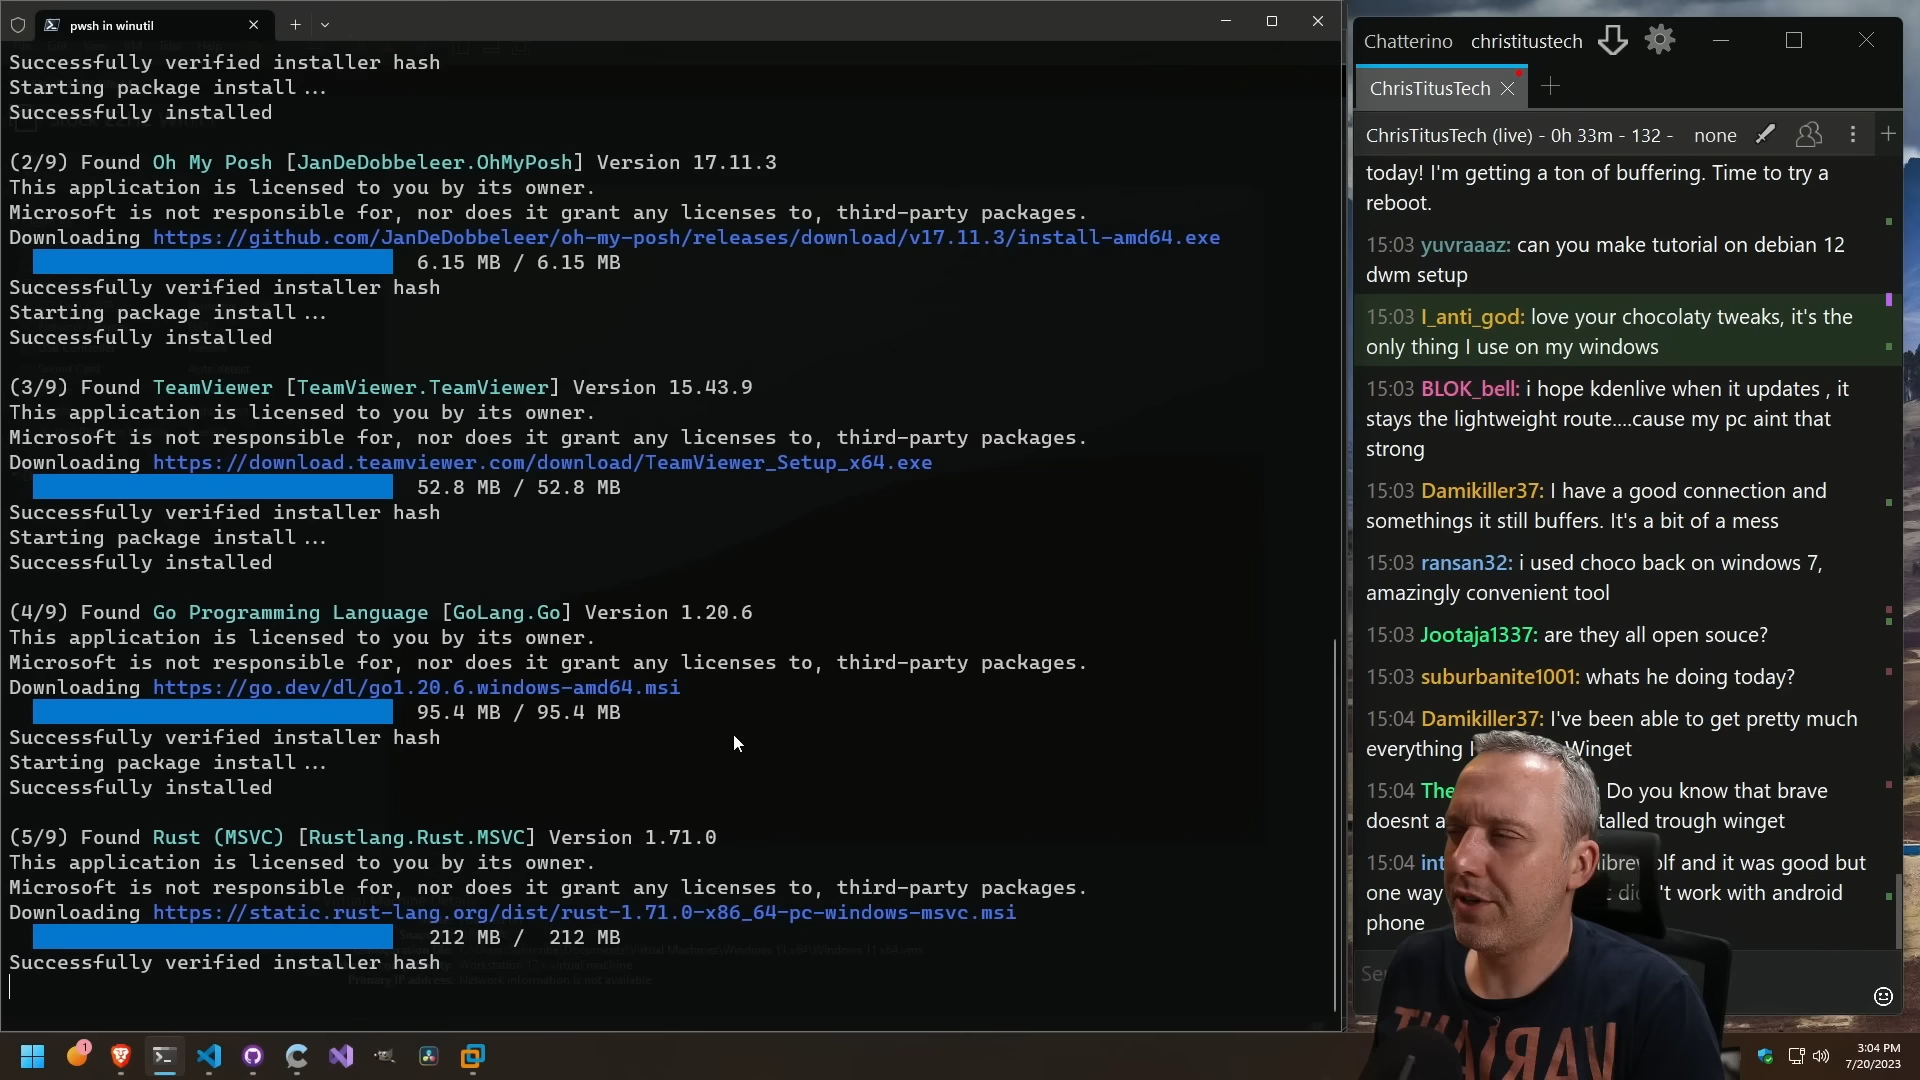 pwsh in winutil
Successfully verified installer hash
Starting package install ...
Successfully installed
(2/9) Found Oh My Posh [JanDeDobbeleer.OhMyPosh] Version 17.11.3
This application is licensed to you by its owner.
Microsoft is not responsible for, nor does it grant any licenses to, third-party packages.
Downloading https://github.com/JanDeDobbeleer/oh-my-posh/releases/download/v17.11.3/install-amd64.exe
6.15 MB / 6.15 MB
Successfully verified installer hash
Starting package install ...
Successfully installed
(3/9) Found TeamViewer [TeamViewer.TeamViewer] Version 15.43.9
This application is licensed to you by its owner.
Microsoft is not responsible for, nor does it grant any licenses to, third-party packages.
Downloading https://download.teamviewer.com/download/TeamViewer_Setup_x64.exe
52.8 MB / 52.8 MB
Successfully verified installer hash
Starting package install ...
Successfully installed
(4/9) Found Go Programming Language [GoLang.Go] Version 1.20.6
This application is licensed to you by its owner.
Microsoft is not responsible for, nor does it grant any licenses to, third-party packages.
Downloading https://go.dev/dl/go1.20.6.windows-amd64.msi
95.4 MB / 95.4 MB
Successfully verified installer hash
Starting package install ...
Successfully installed
(5/9) Found Rust (MSVC) [Rustlang.Rust.MSVC] Version 1.71.0
This application is licensed to you by its owner.
Microsoft is not responsible for, nor does it grant any licenses to, third-party packages.
Downloading https://static.rust-lang.org/dist/rust-1.71.0-x86_64-pc-windows-msvc.msi
212 MB / 212 MB
Successfully verified installer hash
Chatterino christitustech
ChrisTitusTech
ChrisTitusTech (live) - 0h 33m - 132 - none
today! I'm getting a ton of buffering. Time to try a
reboot.
15:03 yuvraaaz: can you make tutorial on debian 12
dwm setup
15:03 I_anti_god: love your chocolaty tweaks, it's the
only thing I use on my windows
15:03 BLOK_bell: i hope kdenlive when it updates , it
stays the lightweight route....cause my pc aint that
strong
15:03 Damikiller37: I have a good connection and
somethings it still buffers. It's a bit of a mess
15:03 ransan32: i used choco back on windows 7,
amazingly convenient tool
15:03 Jootaja1337: are they all open souce?
15:03 suburbanite1001: whats he doing today?
15:04 Damikiller37: I've been able to get pretty much
everything I Winget
15:04 The Do you know that brave
doesnt a talled trough winget
15:04 int and it was good but
one way 't work with android
phone
1
3:04 PM
7/20/2023